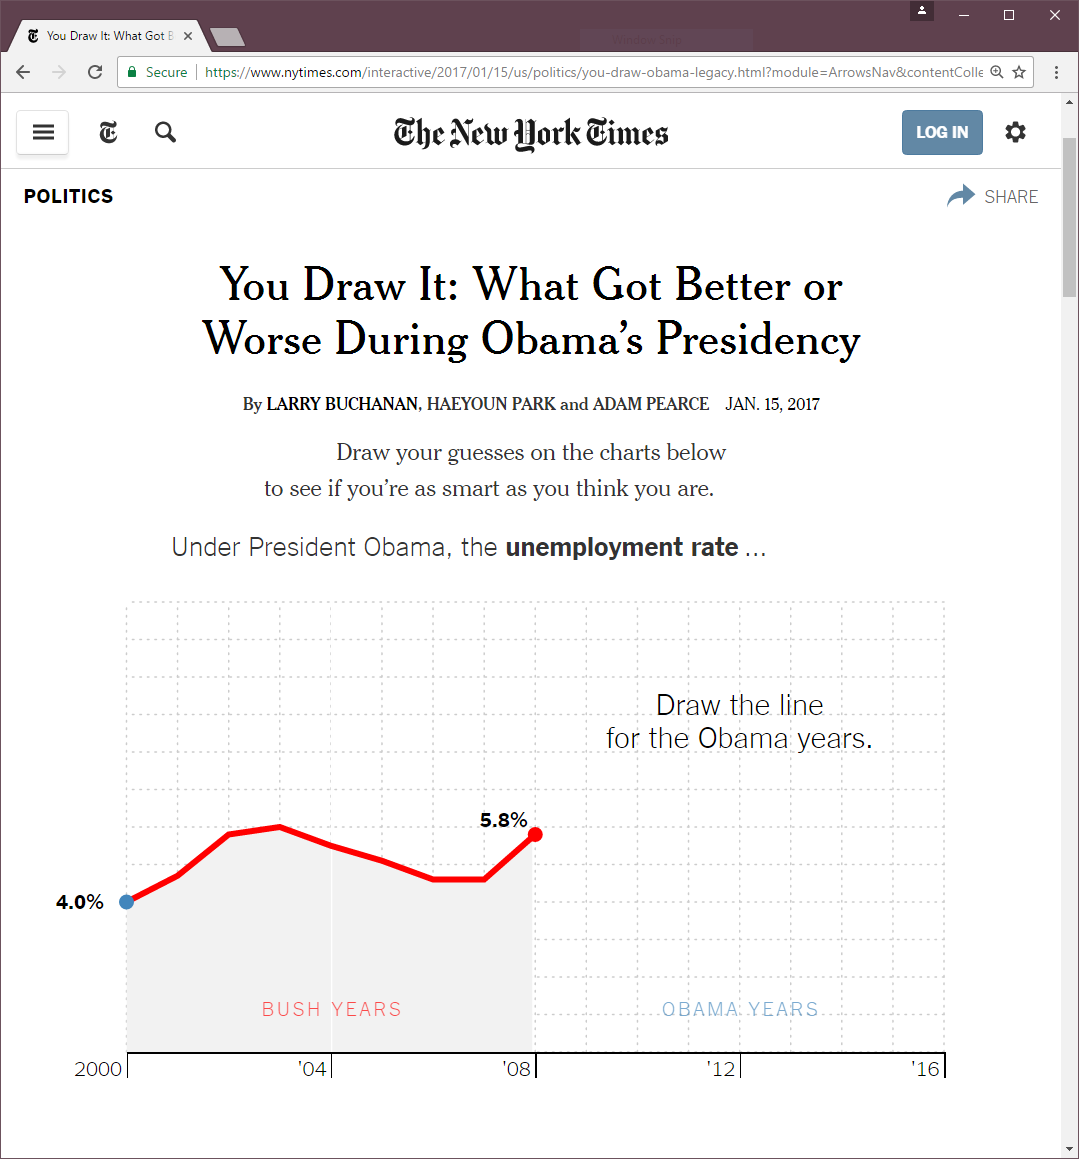 You Draw It: What Got B
Secure
https://www.nytimes.com/interactive/2017/01/15/us/politics/you-draw-obama-legacy.html?module=ArrowsNav&contentColle
The New York Times
LOG IN
POLITICS
SHARE
You Draw It: What Got Better or
Worse During Obama’s Presidency
By LARRY BUCHANAN, HAEYOUN PARK and ADAM PEARCE JAN. 15, 2017
Draw your guesses on the charts below
to see if you’re as smart as you think you are.
Under President Obama, the unemployment rate ...
Draw the line
for the Obama years.
5.8%
4.0%
BUSH YEARS
OBAMA YEARS
2000 '04 '08 '12 '16